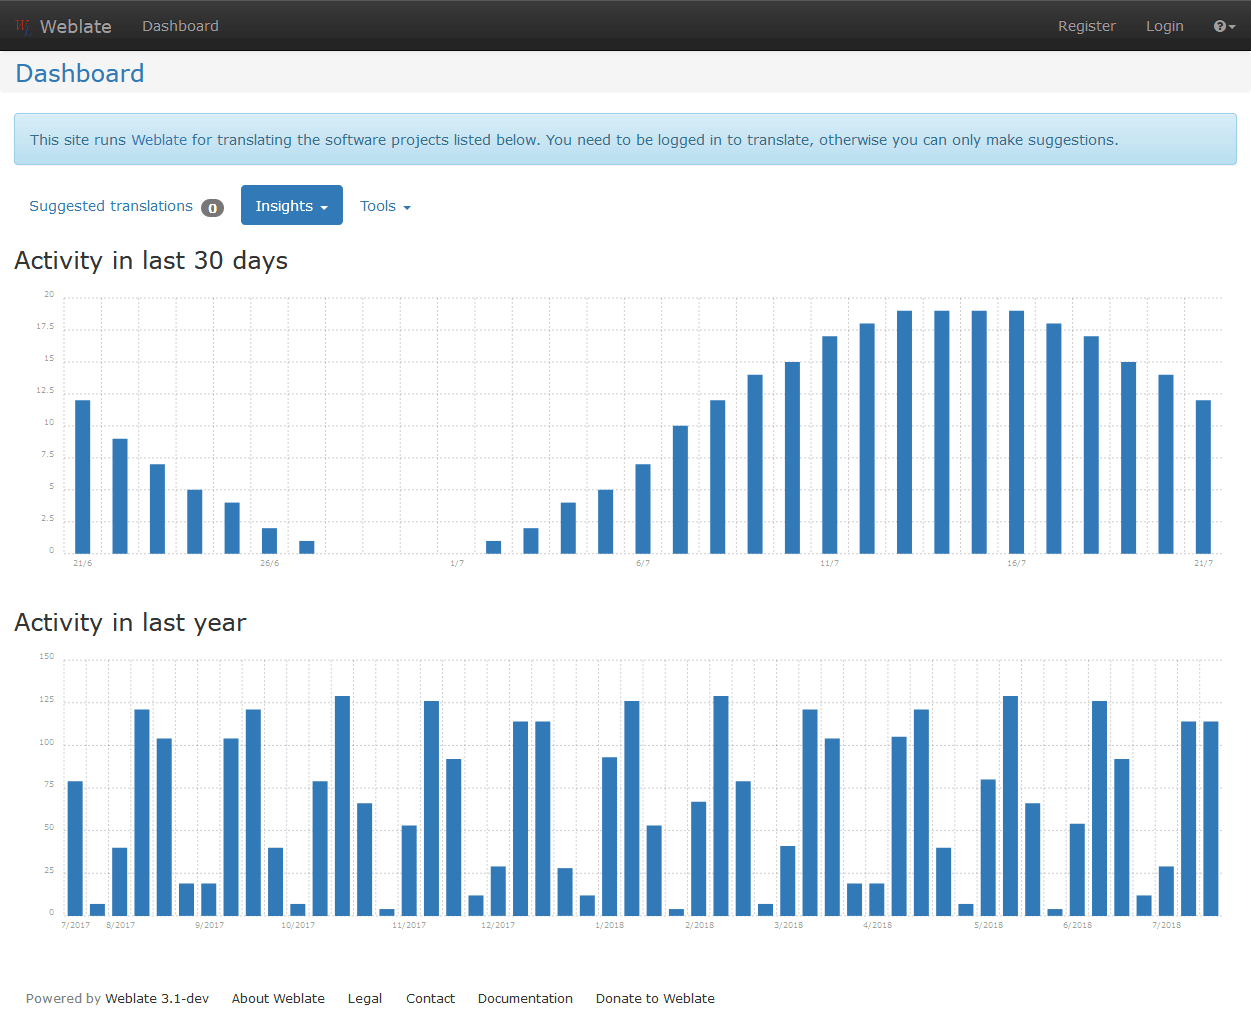 Weblate Dashboard Register Login
Dashboard
This site runs Weblate for translating the software projects listed below. You need to be logged in to translate, otherwise you can only make suggestions.
Suggested translations 0 Insights Tools
Activity in last 30 days
20
17.5
15
12.5
10
7.5
5
2.5
0
21/6 26/6 1/7 6/7 11/7 16/7 21/7
Activity in last year
150
125
100
75
50
25
0
7/2017 8/2017 9/2017 10/2017 11/2017 12/2017 1/2018 2/2018 3/2018 4/2018 5/2018 6/2018 7/2018
Powered by Weblate 3.1-dev About Weblate Legal Contact Documentation Donate to Weblate